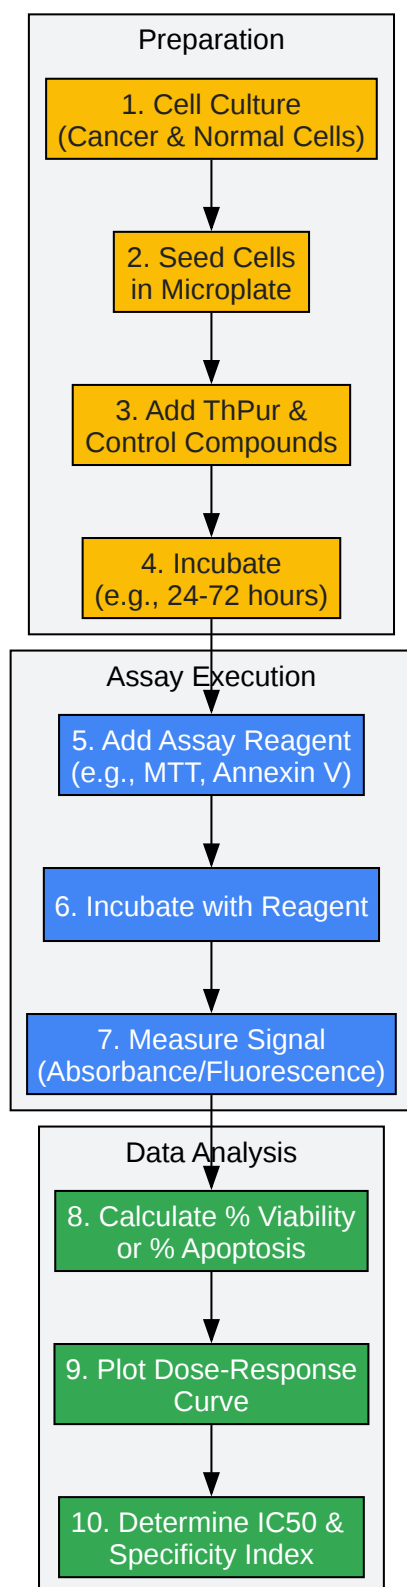 Preparation
1. Cell Culture
(Cancer & Normal Cells)
2. Seed Cells
in Microplate
3. Add ThPur &
Control Compounds
4. Incubate
(e.g., 24-72 hours)
Assay Execution
5. Add Assay Reagent
(e.g., MTT, Annexin V)
6. Incubate with Reagent
7. Measure Signal
(Absorbance/Fluorescence)
Data Analysis
8. Calculate % Viability
or % Apoptosis
9. Plot Dose-Response
Curve
10. Determine IC50 &
Specificity Index